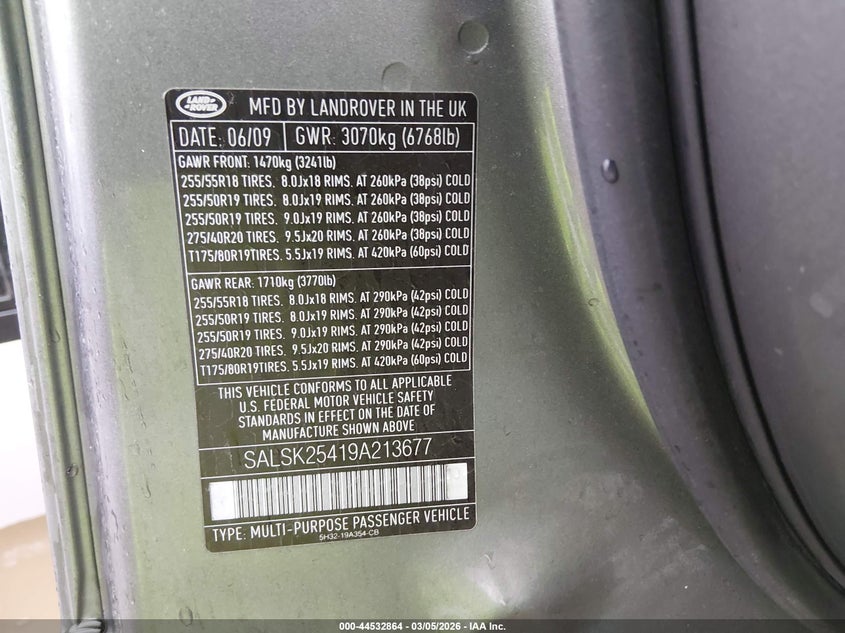 LAND ROVER
MFD BY LANDROVER IN THE UK
DATE: 06/09 GWR: 3070kg (6768lb)
GAWR FRONT: 1470kg (3241lb)
255/55R18 TIRES. 8.0Jx18 RIMS. AT 260kPa (38psi) COLD
255/50R19 TIRES. 8.0Jx19 RIMS. AT 260kPa (38psi) COLD
255/50R19 TIRES. 9.0Jx19 RIMS. AT 260kPa (38psi) COLD
275/40R20 TIRES. 9.5Jx20 RIMS. AT 260kPa (38psi) COLD
T175/80R19TIRES. 5.5Jx19 RIMS. AT 420kPa (60psi) COLD
GAWR REAR: 1710kg (3770lb)
255/55R18 TIRES. 8.0Jx18 RIMS. AT 290kPa (42psi) COLD
255/50R19 TIRES. 8.0Jx19 RIMS. AT 290kPa (42psi) COLD
255/50R19 TIRES. 9.0Jx19 RIMS. AT 290kPa (42psi) COLD
275/40R20 TIRES. 9.5Jx20 RIMS. AT 290kPa (42psi) COLD
T175/80R19TIRES. 5.5Jx19 RIMS. AT 420kPa (60psi) COLD
THIS VEHICLE CONFORMS TO ALL APPLICABLE
U.S. FEDERAL MOTOR VEHICLE SAFETY
STANDARDS IN EFFECT ON THE DATE OF
MANUFACTURE SHOWN ABOVE
SALSK25419A213677
TYPE: MULTI-PURPOSE PASSENGER VEHICLE
5H32-19A354-CB
000-44532864 - 03/05/2026 - IAA Inc.